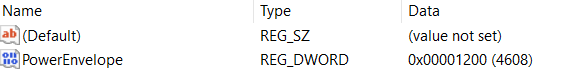 Name Type Data
(Default) REG_SZ (value not set)
PowerEnvelope REG_DWORD 0x00001200 (4608)